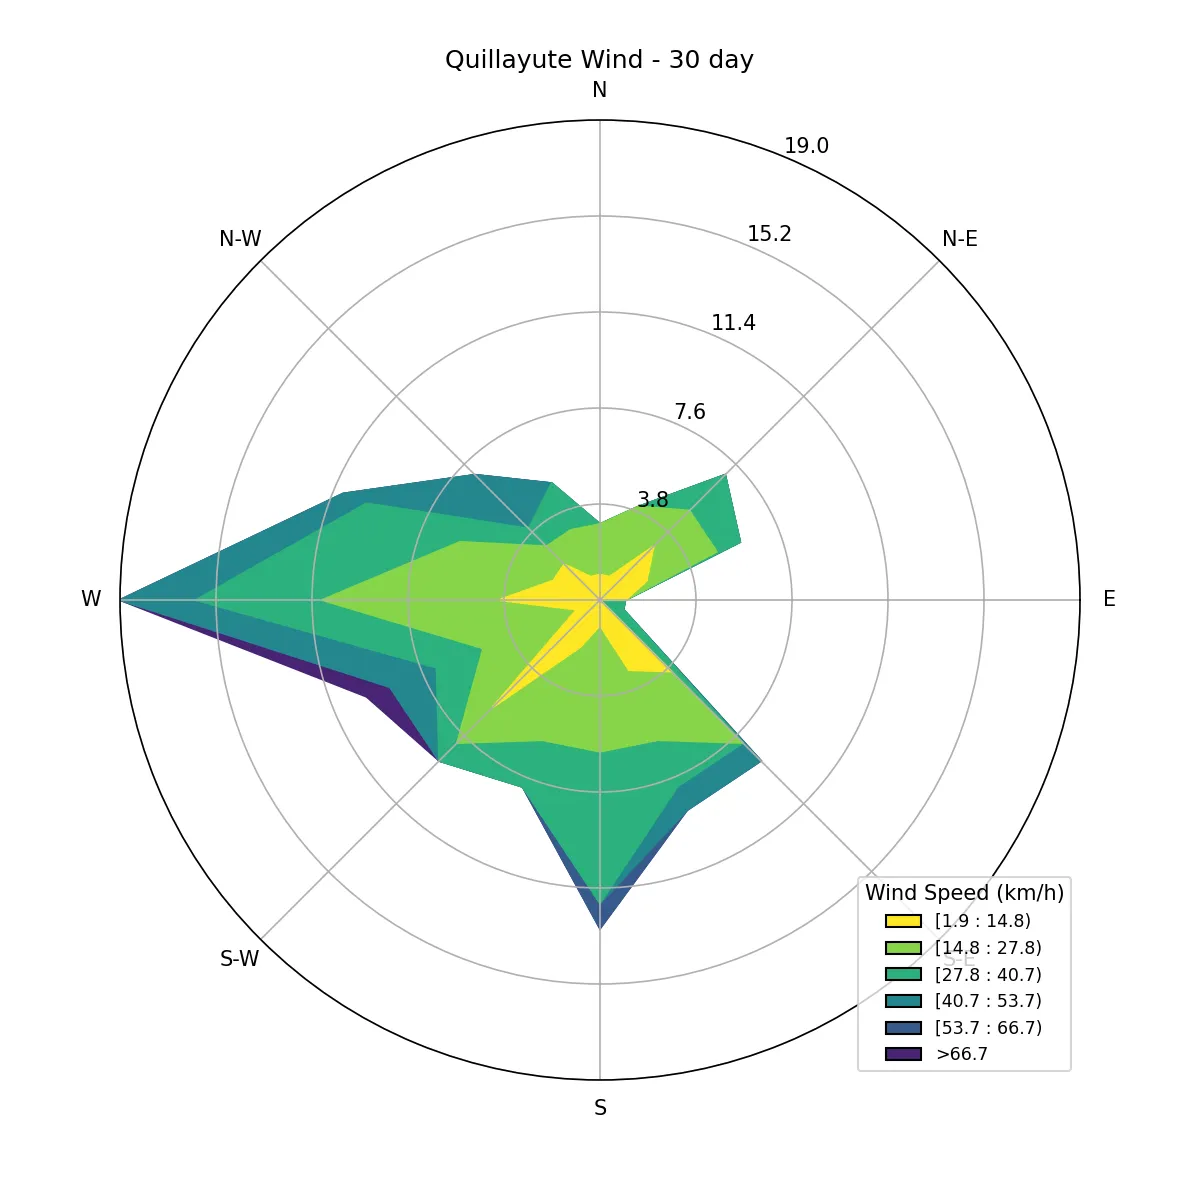 Quillayute Wind - 30 day
N
19.0
15.2
N-W
N-E
11.4
7.6
3.8
W
E
Wind Speed (km/h)
[1.9 : 14.8)
[14.8 : 27.8)
S-W
S-E
[27.8 : 40.7)
[40.7 : 53.7)
[53.7 : 66.7)
>66.7
S